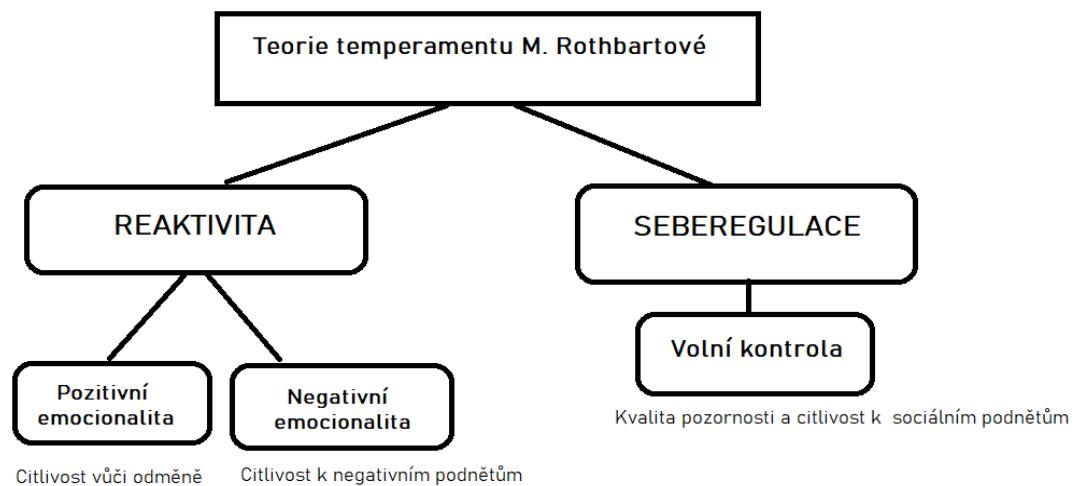 Teorie temperamentu M. Rothbartové
REAKTIVITA
SEBEREGULACE
Pozitivní
emocionalita
Negativní
emocionalita
Volní kontrola
Citlivost vůči odměně
Citlivost k negativním podnětům
Kvalita pozornosti a citlivost k sociálním podnětům